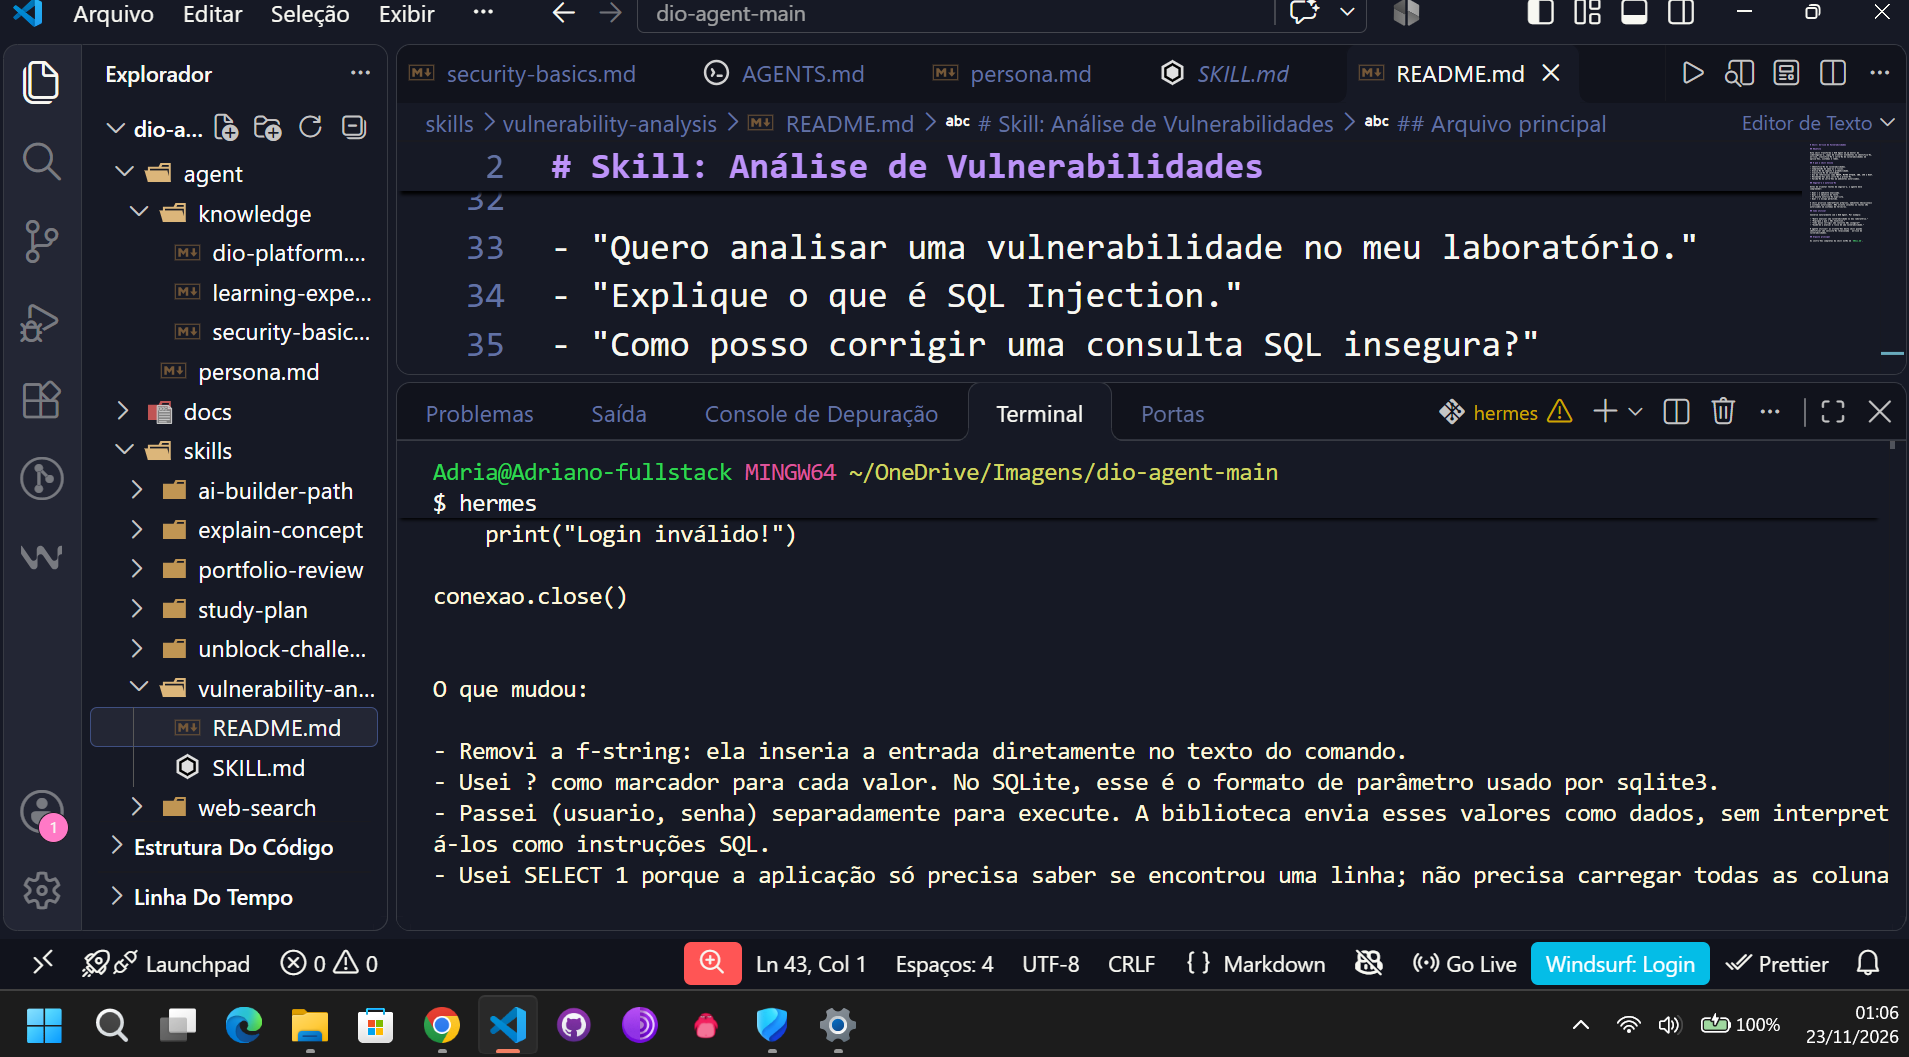 Arquivo Editar Seleção Exibir ··· dio-agent-main
Explorador ···
dio-a...
agent
knowledge
dio-platform....
learning-expe...
security-basic...
persona.md
docs
skills
ai-builder-path
explain-concept
portfolio-review
study-plan
unblock-challe...
vulnerability-an...
README.md
SKILL.md
web-search
Estrutura Do Código
Linha Do Tempo
1
security-basics.md AGENTS.md persona.md SKILL.md README.md
skills > vulnerability-analysis > README.md > abc # Skill: Análise de Vulnerabilidades > abc ## Arquivo principal Editor de Texto
2 # Skill: Análise de Vulnerabilidades
32
33 - "Quero analisar uma vulnerabilidade no meu laboratório."
34 - "Explique o que é SQL Injection."
35 - "Como posso corrigir uma consulta SQL insegura?"
Problemas Saída Console de Depuração Terminal Portas hermes
Adria@Adriano-fullstack MINGW64 ~/OneDrive/Imagens/dio-agent-main
$ hermes
print("Login inválido!")
conexao.close()
O que mudou:
- Removi a f-string: ela inseria a entrada diretamente no texto do comando.
- Usei ? como marcador para cada valor. No SQLite, esse é o formato de parâmetro usado por sqlite3.
- Passei (usuario, senha) separadamente para execute. A biblioteca envia esses valores como dados, sem interpret
á-los como instruções SQL.
- Usei SELECT 1 porque a aplicação só precisa saber se encontrou uma linha; não precisa carregar todas as coluna
Launchpad 0 0 Ln 43, Col 1 Espaços: 4 UTF-8 CRLF {} Markdown Go Live Windsurf: Login Prettier
100% 01:06
23/11/2026